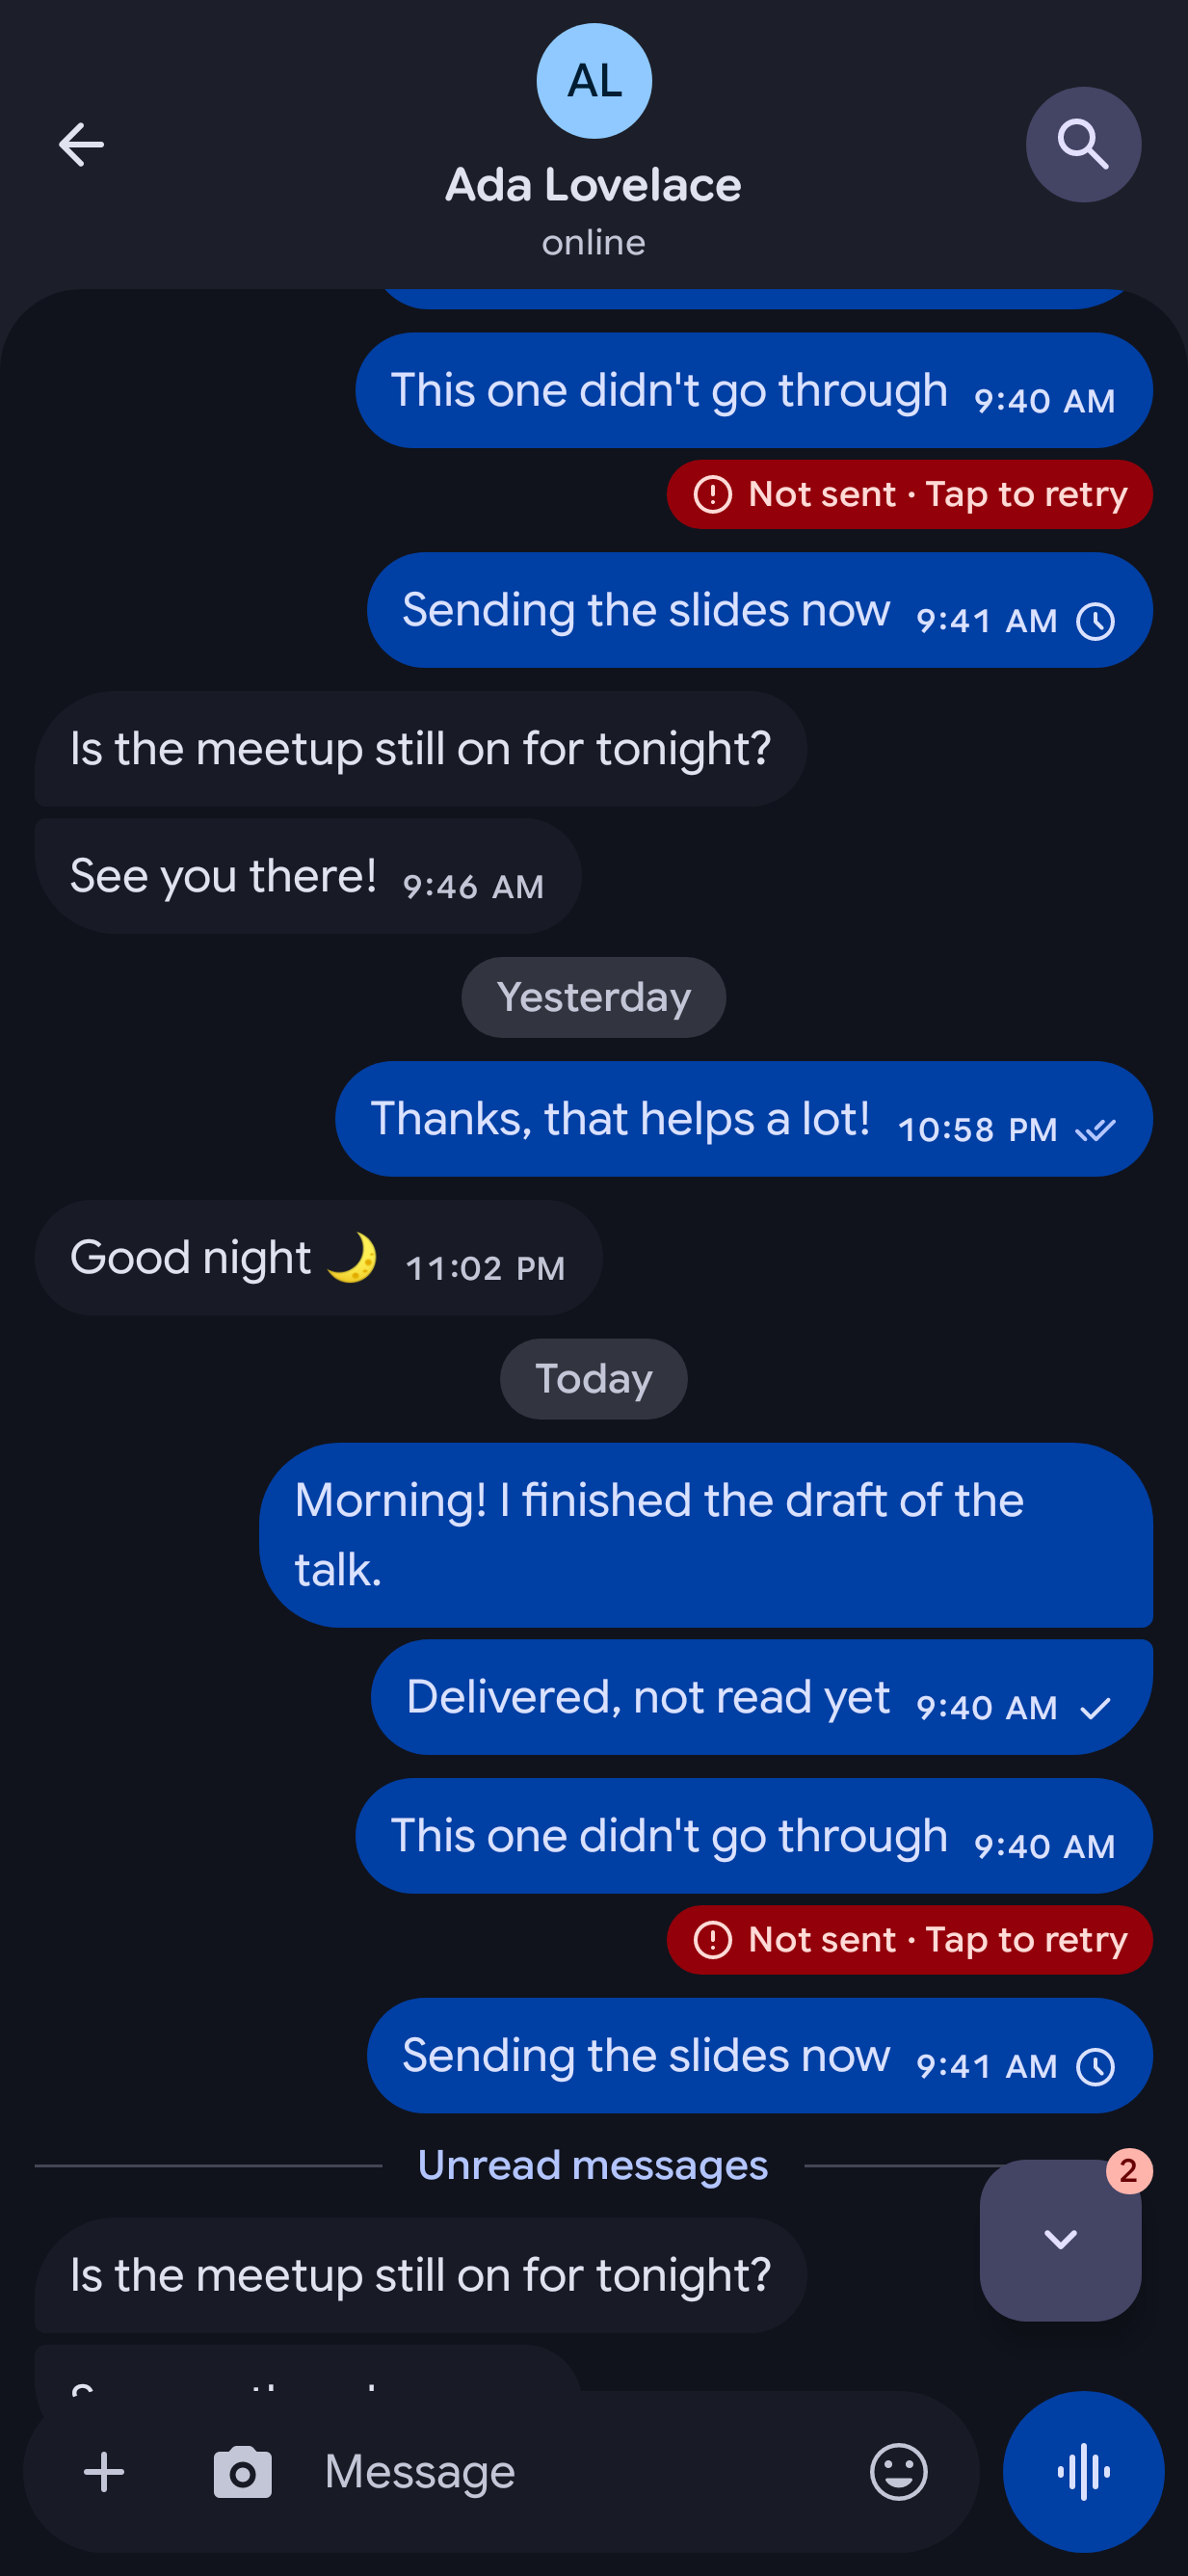 AL
Ada Lovelace
online
This one didn't go through 9:40 AM
Not sent · Tap to retry
Sending the slides now 9:41 AM
Is the meetup still on for tonight?
See you there! 9:46 AM
Yesterday
Thanks, that helps a lot! 10:58 PM
Good night 🌙 11:02 PM
Today
Morning! I finished the draft of the
talk.
Delivered, not read yet 9:40 AM
This one didn't go through 9:40 AM
Not sent · Tap to retry
Sending the slides now 9:41 AM
Unread messages
2
Is the meetup still on for tonight?
Message